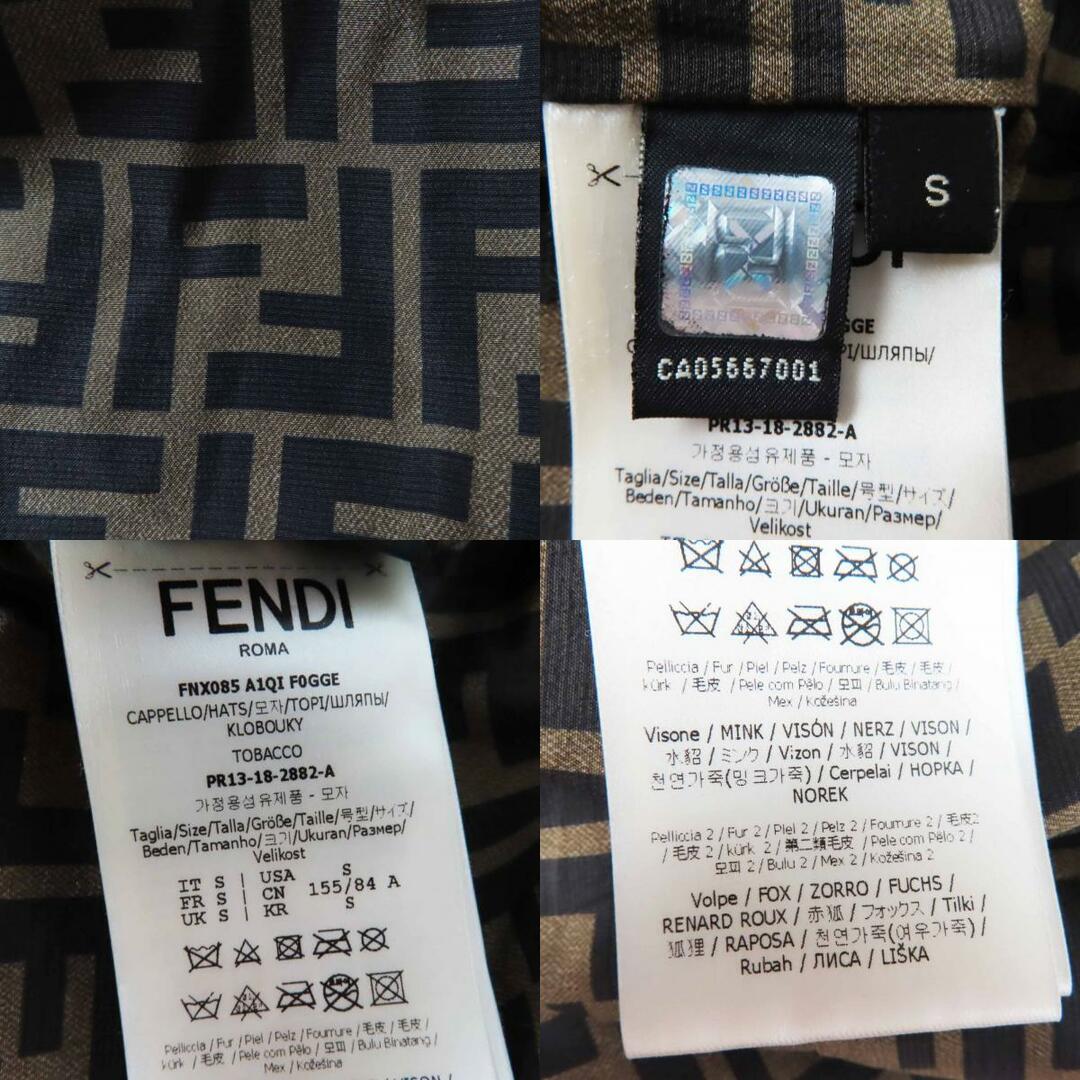 S
CA05667001
GGE
PI/ШЛЯПЫ/
PR13-18-2882-A
가정용섬유제품 - 모자
Taglia/Size/Talla/Größe/Taille/号型/サイズ/
Beden/Tamanho/크기/Ukuran/Размер/
Velikost
FENDI
ROMA
FNX085 A1QI F0GGE
CAPPELLO/HATS/모자/TOPI/ШЛЯПЫ/
KLOBOUKY
TOBACCO
PR13-18-2882-A
가정용섬유제품 - 모자
Taglia/Size/Talla/Größe/Taille/号型/サイズ/
Beden/Tamanho/크기/Ukuran/Размер/
Velikost
IT S | USA S
FR S | CN 155/84 A
UK S | KR S
Pelliccia / Fur / Piel / Pelz / Fourrure / 毛皮 / 毛皮 /
kürk / 毛皮 / Pele com Pêlo / 모피 / Bulu Binatang /
Mex / Kožešina
Pelliccia / Fur / Piel / Pelz / Fourrure / 毛皮 / 毛皮 /
kürk / 毛皮 / Pele com Pêlo / 모피 / Bulu Binatang /
Mex / Kožešina
Visone / MINK / VISÓN / NERZ / VISON /
水貂 / ミンク / Vizon / 水貂 / VISON /
천연가죽(밍크가죽) / Cerpelai / НОРКА /
NOREK
Pelliccia 2 / Fur 2 / Piel 2 / Pelz 2 / Fourrure 2 / 毛皮2
/ 毛皮 2 / kürk 2 / 第二類毛皮 / Pele com Pêlo 2 /
모피 2 / Bulu 2 / Mex 2 / Kožešina 2
Volpe / FOX / ZORRO / FUCHS /
RENARD ROUX / 赤狐 / フォックス / Tilki /
狐狸 / RAPOSA / 천연가죽(여우가죽) /
Rubah / ЛИСА / LIŠKA